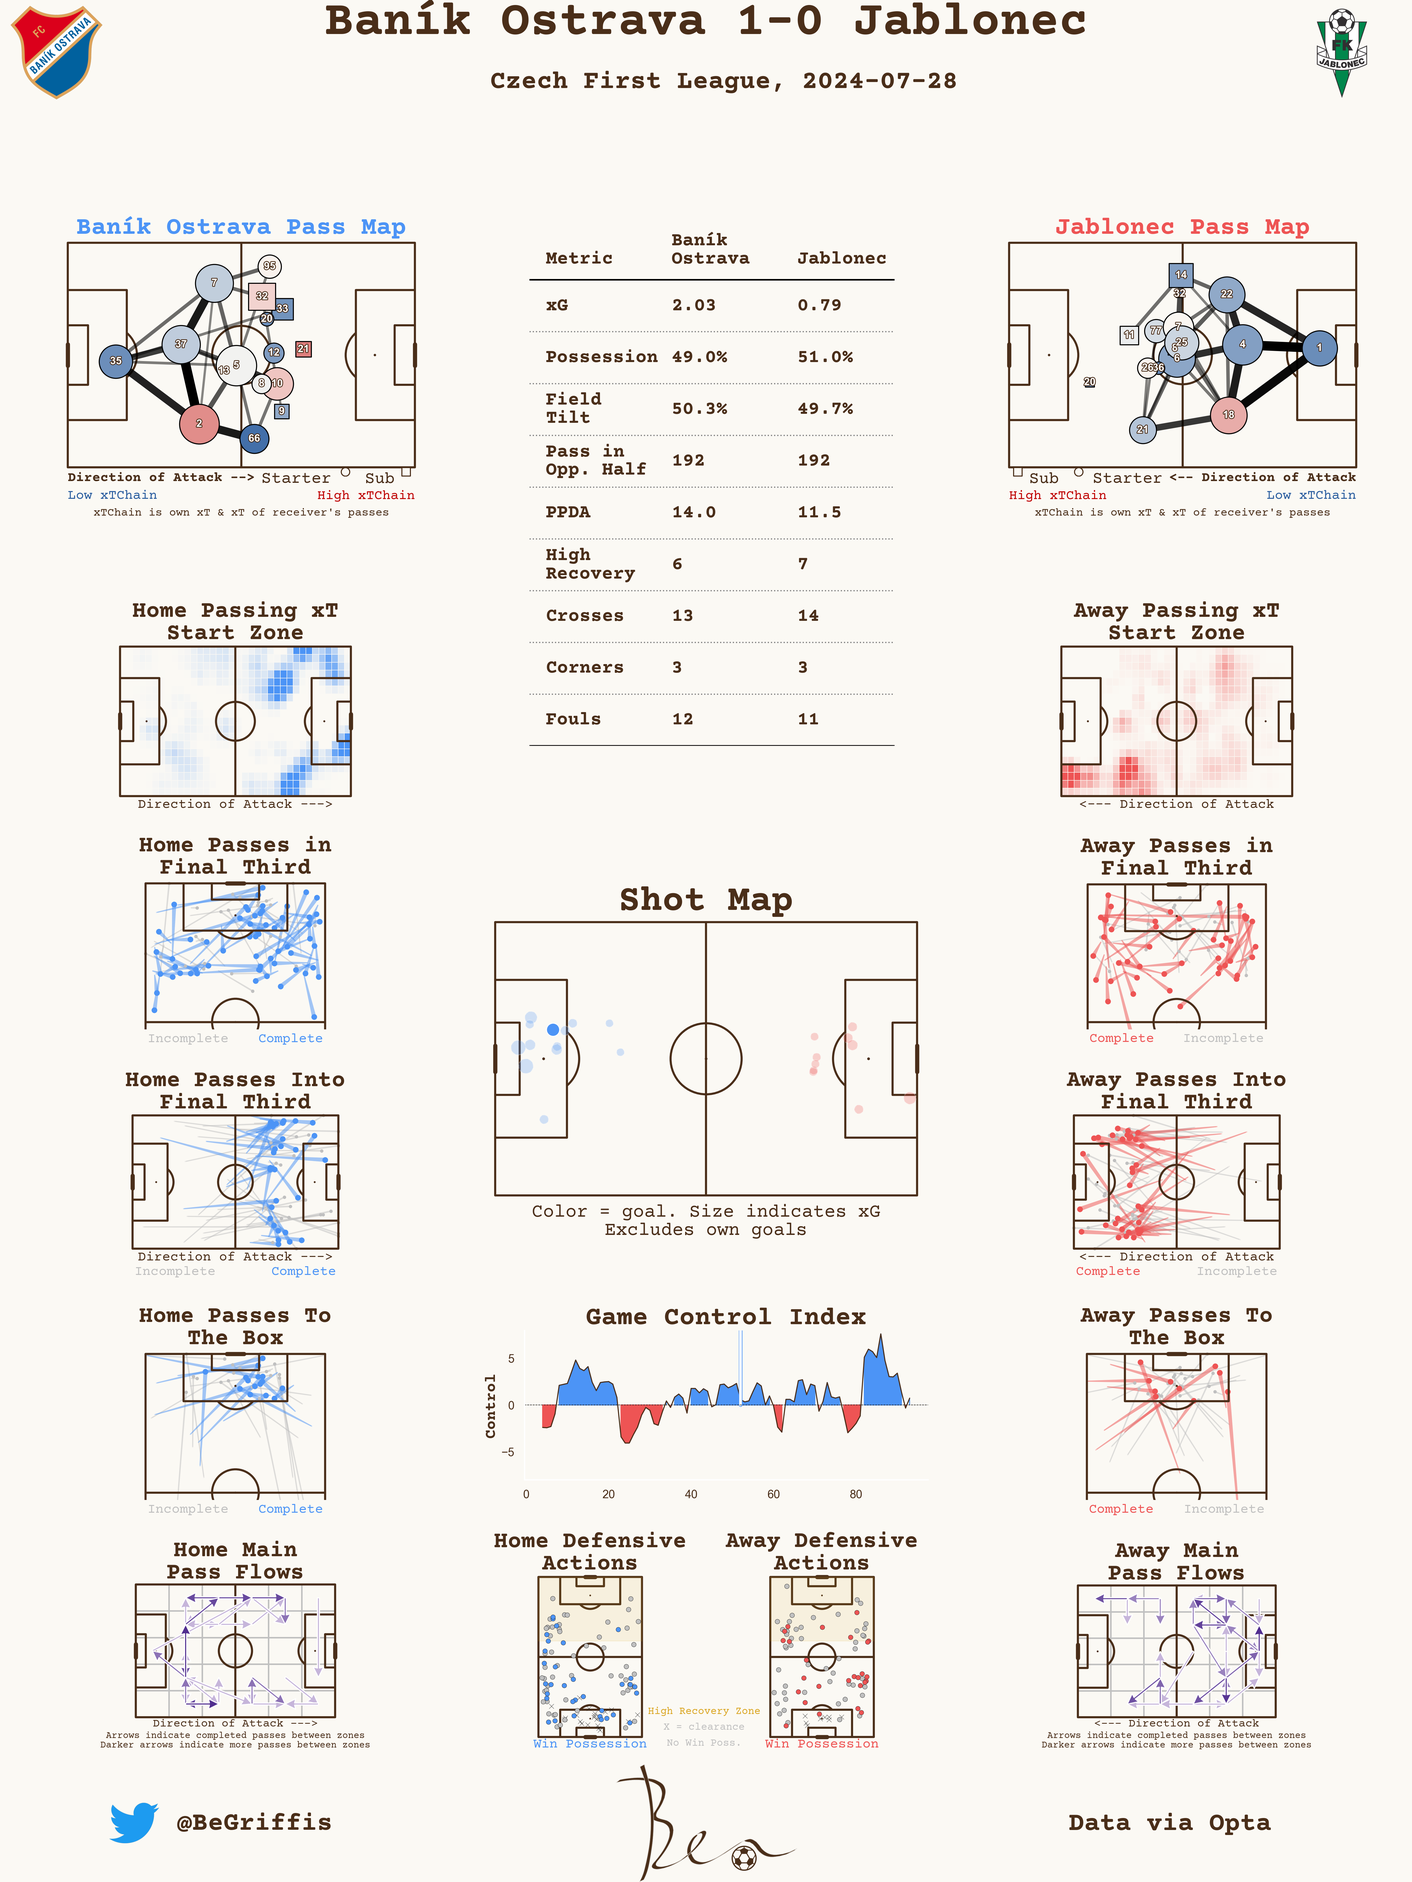 Baník Ostrava 1-0 Jablonec
Czech First League, 2024-07-28
FC
BANÍK OSTRAVA
FK
JABLONEC
Baník Ostrava Pass Map
7
95
32
33
20
37
35
12
21
13
5
8
10
9
2
66
Direction of Attack --> Starter Sub
Low xTChain High xTChain
xTChain is own xT & xT of receiver's passes
Metric Baník Ostrava Jablonec
xG 2.03 0.79
Possession 49.0% 51.0%
Field Tilt 50.3% 49.7%
Pass in Opp. Half 192 192
PPDA 14.0 11.5
High Recovery 6 7
Crosses 13 14
Corners 3 3
Fouls 12 11
Jablonec Pass Map
14
32
22
11
77
7
25
8
6
4
1
26
36
20
18
21
Sub Starter <-- Direction of Attack
High xTChain Low xTChain
xTChain is own xT & xT of receiver's passes
Home Passing xT
Start Zone
Direction of Attack --->
Away Passing xT
Start Zone
<--- Direction of Attack
Home Passes in
Final Third
Incomplete Complete
Away Passes in
Final Third
Complete Incomplete
Shot Map
Color = goal. Size indicates xG
Excludes own goals
Home Passes Into
Final Third
Direction of Attack --->
Incomplete Complete
Away Passes Into
Final Third
<--- Direction of Attack
Complete Incomplete
Home Passes To
The Box
Incomplete Complete
Game Control Index
Control
5
0
−5
0 20 40 60 80
Away Passes To
The Box
Complete Incomplete
Home Main
Pass Flows
Direction of Attack --->
Arrows indicate completed passes between zones
Darker arrows indicate more passes between zones
Home Defensive
Actions
Win Possession
High Recovery Zone
X = clearance
No Win Poss.
Away Defensive
Actions
Win Possession
Away Main
Pass Flows
<--- Direction of Attack
Arrows indicate completed passes between zones
Darker arrows indicate more passes between zones
@BeGriffis
Ben
Data via Opta